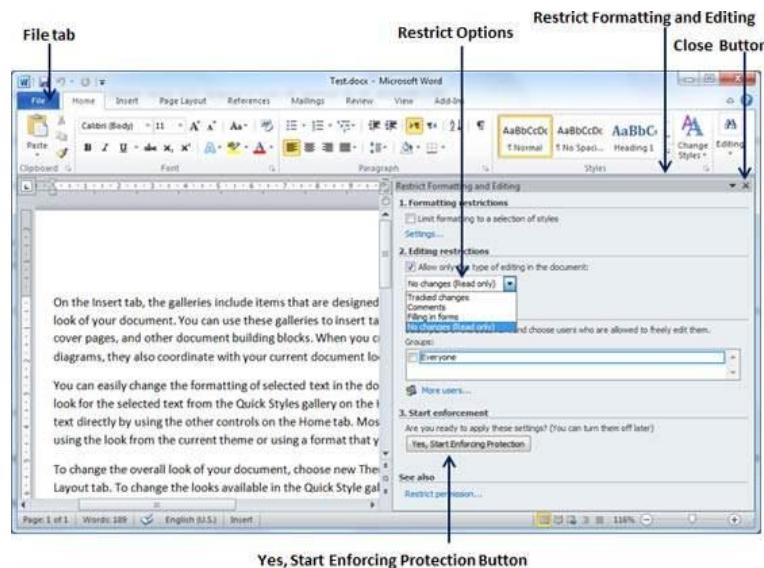 Restrict Formatting and Editing
File tab
Restrict Options
Close Button
Test.docx - Microsoft Word
File Home Insert Page Layout References Mailings Review View Add-Ins
Paste
Calibri (Body) 11
AaBbCcDc AaBbCcDc AaBbC
¶ Normal ¶ No Spaci... Heading 1
Change Styles
Editing
Clipboard Font Paragraph Styles
Restrict Formatting and Editing
1. Formatting restrictions
Limit formatting to a selection of styles
Settings...
2. Editing restrictions
Allow only type of editing in the document:
No changes (Read only)
Tracked changes
Comments
Filling in forms
No changes (Read only)
and choose users who are allowed to freely edit them.
Groups:
Everyone
More users...
3. Start enforcement
Are you ready to apply these settings? (You can turn them off later)
Yes, Start Enforcing Protection
See also
Restrict permission...
On the Insert tab, the galleries include items that are designed
look of your document. You can use these galleries to insert ta
cover pages, and other document building blocks. When you c
diagrams, they also coordinate with your current document lo
You can easily change the formatting of selected text in the do
look for the selected text from the Quick Styles gallery on the
text directly by using the other controls on the Home tab. Mos
using the look from the current theme or using a format that y
To change the overall look of your document, choose new The
Layout tab. To change the looks available in the Quick Style gal
Page: 1 of 1 Words: 189 English (U.S.) Insert 116%
Yes, Start Enforcing Protection Button